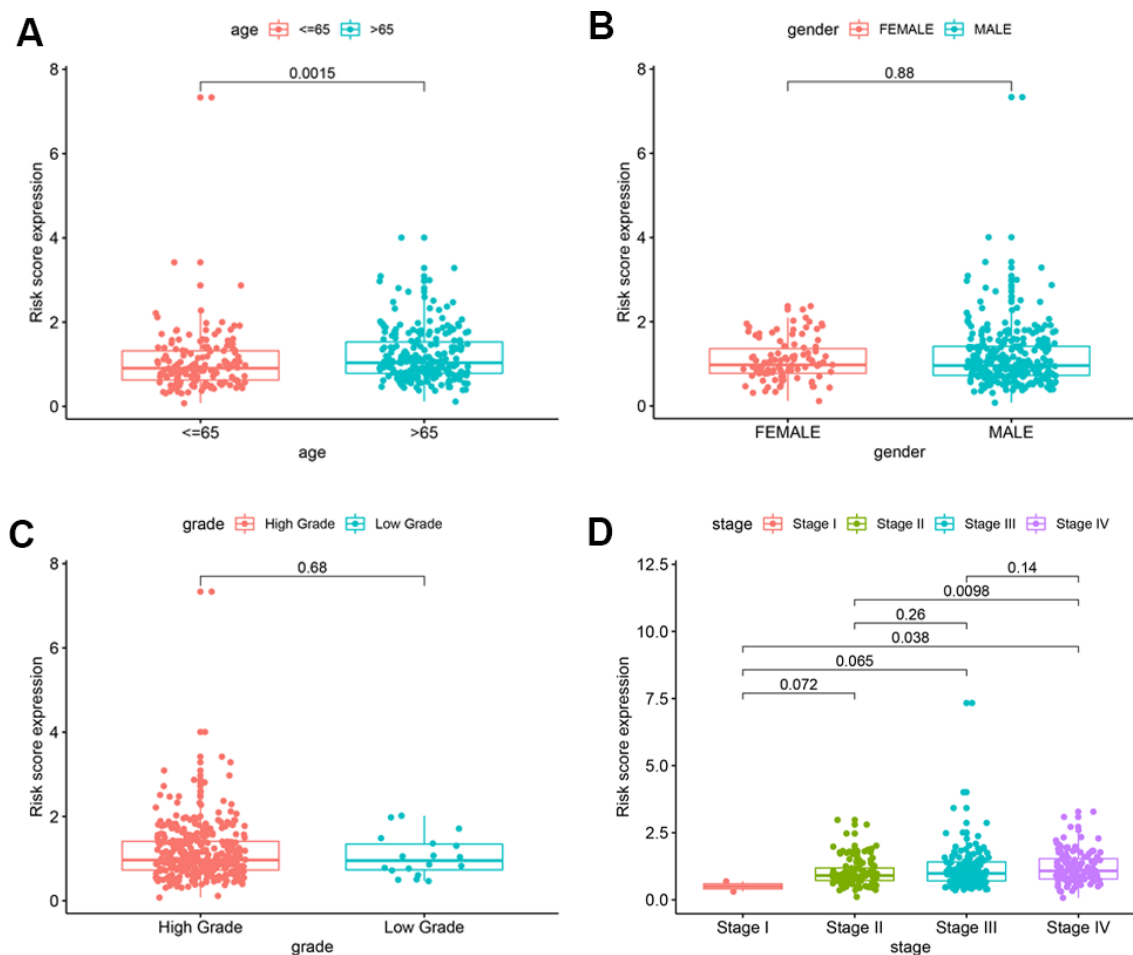 A
age <=65 >65
8
0.0015
6
4
2
0
Risk score expression
<=65 >65
age
B
gender FEMALE MALE
8
0.88
6
4
2
0
Risk score expression
FEMALE MALE
gender
C
grade High Grade Low Grade
8
0.68
6
4
2
0
Risk score expression
High Grade Low Grade
grade
D
stage Stage I Stage II Stage III Stage IV
12.5
0.14
0.0098
10.0
0.26
0.038
0.065
0.072
7.5
5.0
2.5
0.0
Risk score expression
Stage I Stage II Stage III Stage IV
stage